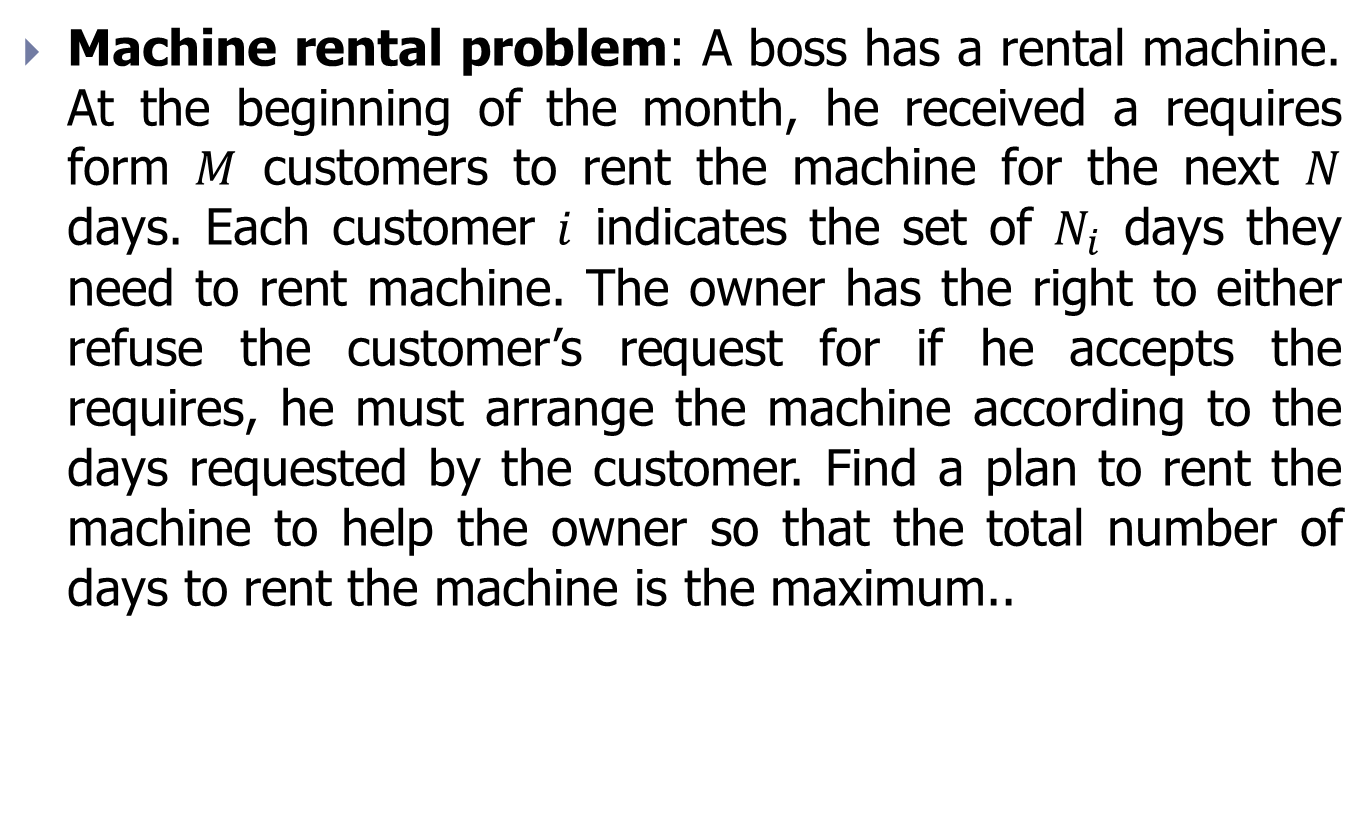 Machine rental problem: A boss has a rental machine.
At the beginning of the month, he received a requires
form M customers to rent the machine for the next N
days. Each customer i indicates the set of Nᵢ days they
need to rent machine. The owner has the right to either
refuse the customer’s request for if he accepts the
requires, he must arrange the machine according to the
days requested by the customer. Find a plan to rent the
machine to help the owner so that the total number of
days to rent the machine is the maximum..